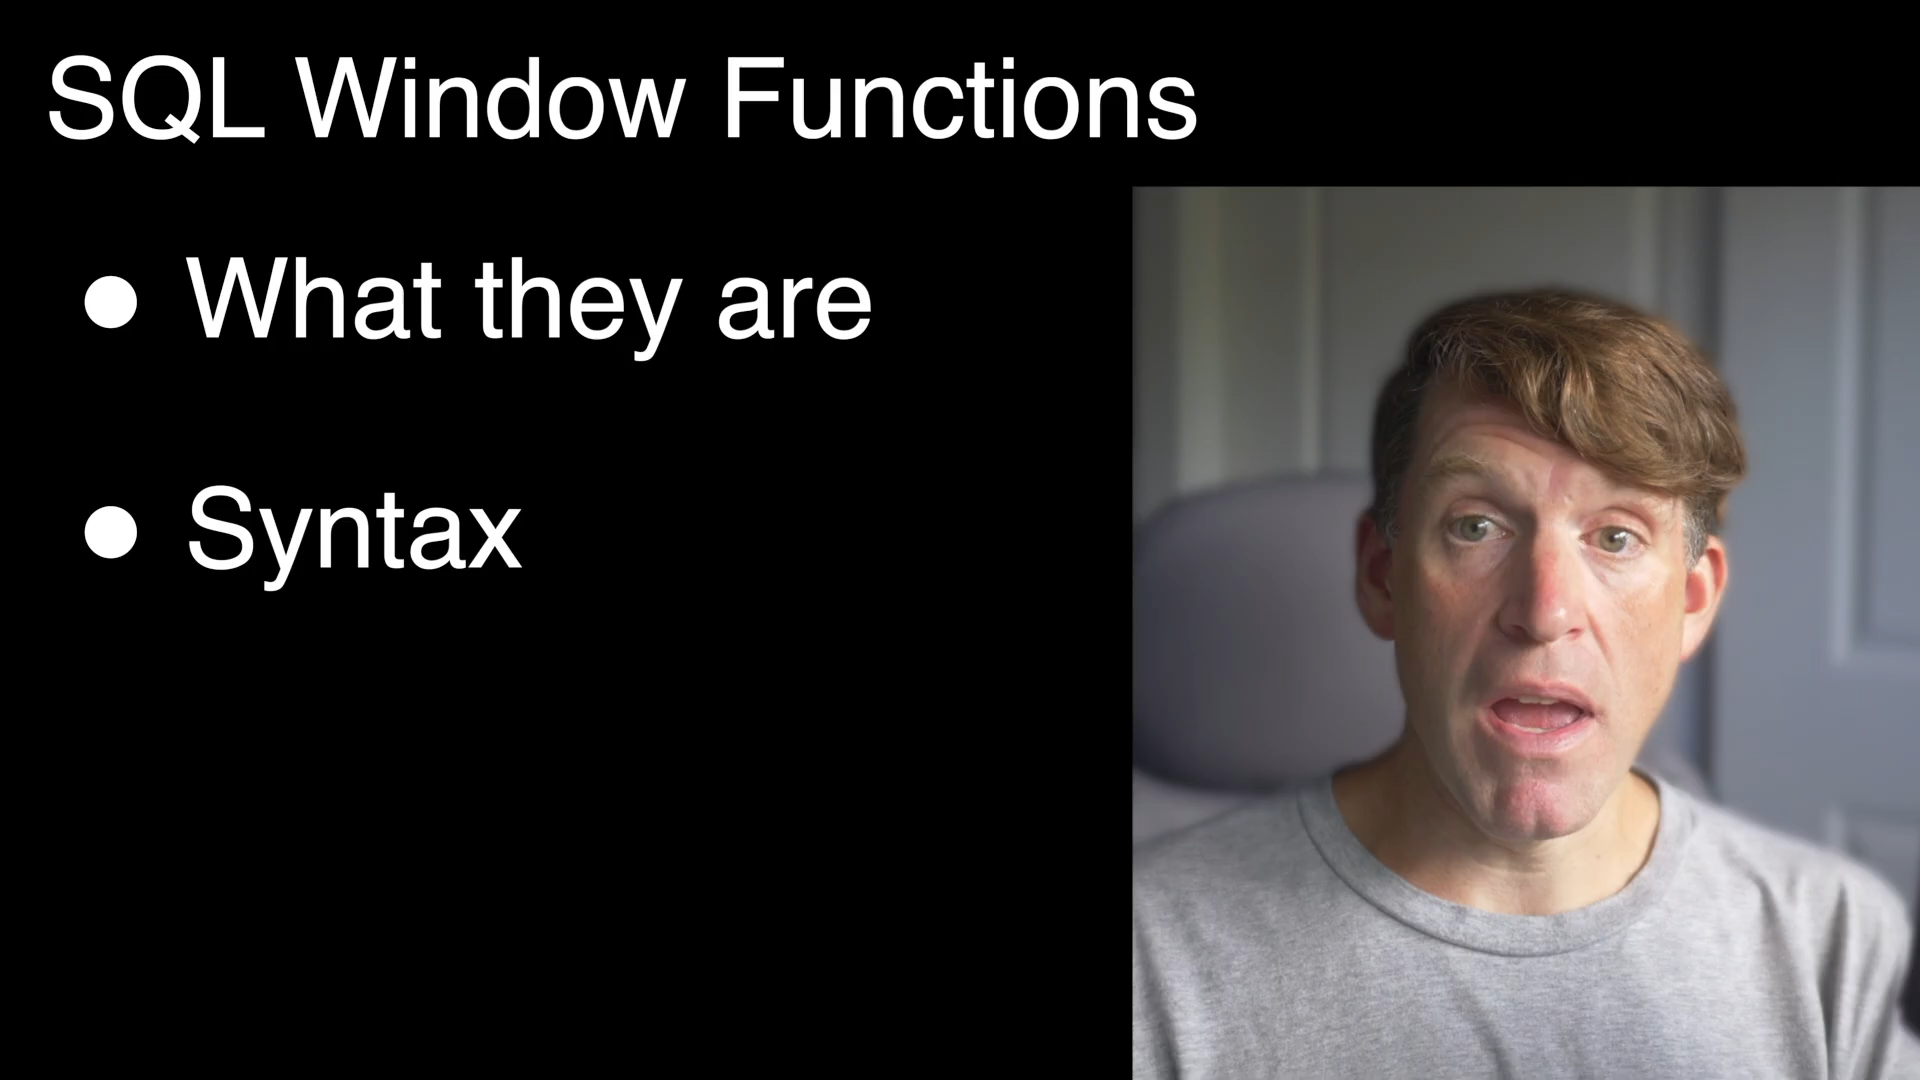 SQL Window Functions
● What they are
● Syntax